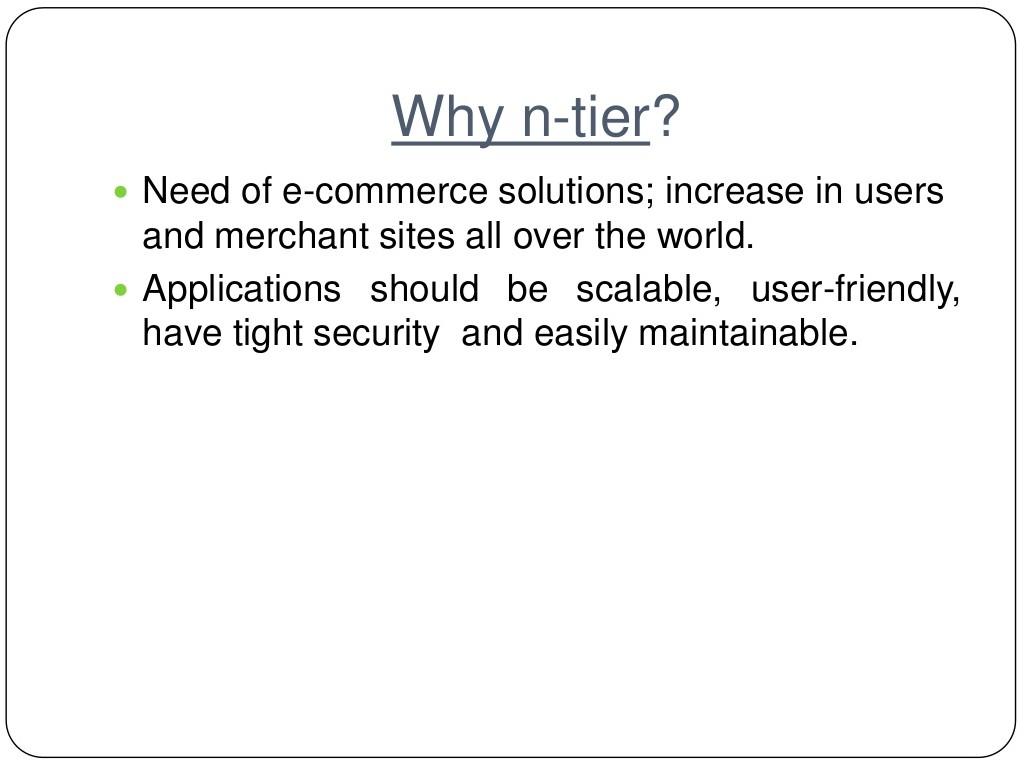 Why n-tier?
• Need of e-commerce solutions; increase in users
and merchant sites all over the world.
• Applications should be scalable, user-friendly,
have tight security  and easily maintainable.